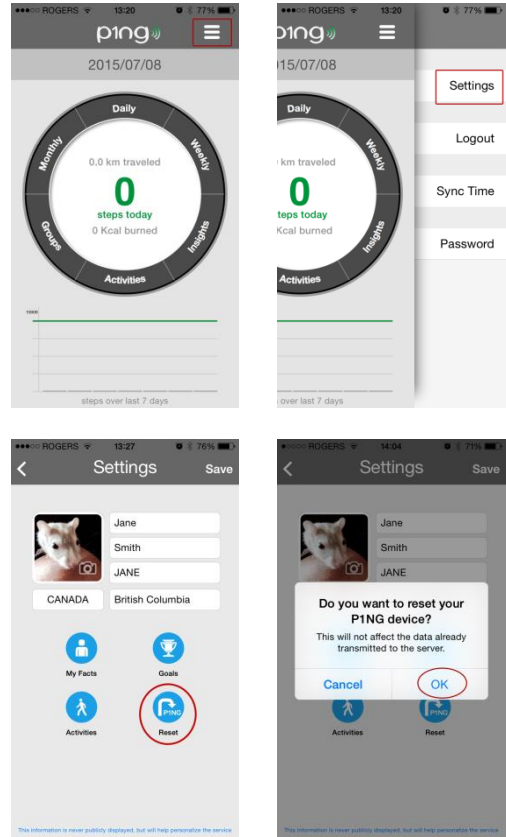 ●●●○○ ROGERS 13:20 77%
p1ng
2015/07/08
Daily
Weekly
Insights
Activities
Groups
Monthly
0.0 km traveled
0
steps today
0 Kcal burned
100K
steps over last 7 days
●●●○○ ROGERS 13:20 77%
p1ng
/15/07/08
Daily
Weekly
Insights
Activities
km traveled
0
teps today
Kcal burned
over last 7 days
Settings
Logout
Sync Time
Password
●●●○○ ROGERS 13:27 76%
Settings Save
Jane
Smith
JANE
CANADA British Columbia
My Facts Goals
P1NG
Activities Reset
This information is never publicly displayed, but will help personalize the service
ROGERS 14:04 71%
Settings Save
Jane
Smith
JANE
Do you want to reset your
P1NG device?
This will not affect the data already
transmitted to the server.
Cancel OK
P1NG
Activities Reset
This information is never publicly displayed, but will help personalize the service